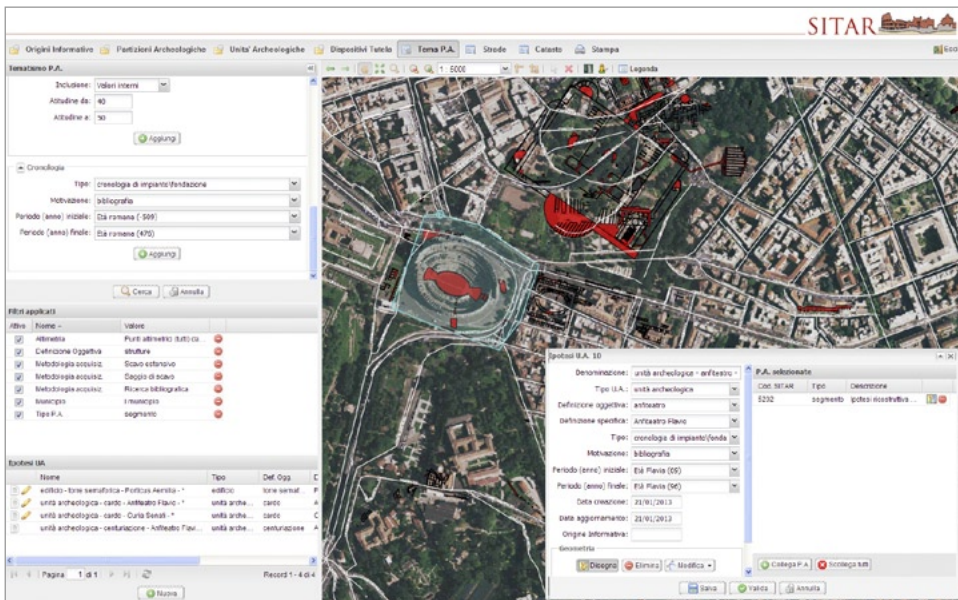 SITAR
Origini Informative Partizioni Archeologiche Unita' Archeologiche Dispositivi Tutela Tema P.A. Strade Catasto Stampa
Tematismo P.A.
1 : 5000 Legenda
Inclusione: Valori interni
Altitudine da: 40
Altitudine a: 50
Aggiungi
Cronologia
Tipo: cronologia di impianto\fondazione
Motivazione: bibliografia
Periodo (anno) iniziale: Età romana (-509)
Periodo (anno) finale: Età romana (475)
Aggiungi
Cerca Annulla
Filtri applicati
Attivo Nome Valore
Altimetria Punti altimetrici (tutti) ca...
Definizione Oggettiva strutture
Metodologia acquisiz. Scavo estensivo
Metodologia acquisiz. Saggio di scavo
Metodologia acquisiz. Ricerca bibliografica
Municipio I municipio
Tipo P.A. segmento
Ipotesi UA
Nome Tipo Def. Ogg
edificio - torre semaforica - Porticus Aemilia - * edificio torre semaf...
unità archeologica - cardo - Anfiteatro Flavio - * unità arche... cardo
unità archeologica - cardo - Curia Senati - * unità arche... cardo
unità archeologica - centuriazione - Anfiteatro Flavi... unità arche... centuriazione
Pagina 1 di 1 Record 1 - 4 di 4
Nuovo
Ipotesi U.A. 10
Denominazione: unità archeologica - anfiteatro -
Tipo U.A.: unità archeologica
Definizione oggettiva: anfiteatro
Definizione specifica: Anfiteatro Flavio
Tipo: cronologia di impianto\fonda
Motivazione: bibliografia
Periodo (anno) iniziale: Età Flavia (69)
Periodo (anno) finale: Età Flavia (96)
Data creazione: 21/01/2013
Data aggiornamento: 21/01/2013
Origine Informativa:
Geometria
Disegno Elimina Modifica
P.A. selezionate
Cod. SITAR Tipo Descrizione
5202 segmento Ipotesi ricostruttiva ...
Collega P.A Scollega tutti
Salva Valida Annulla